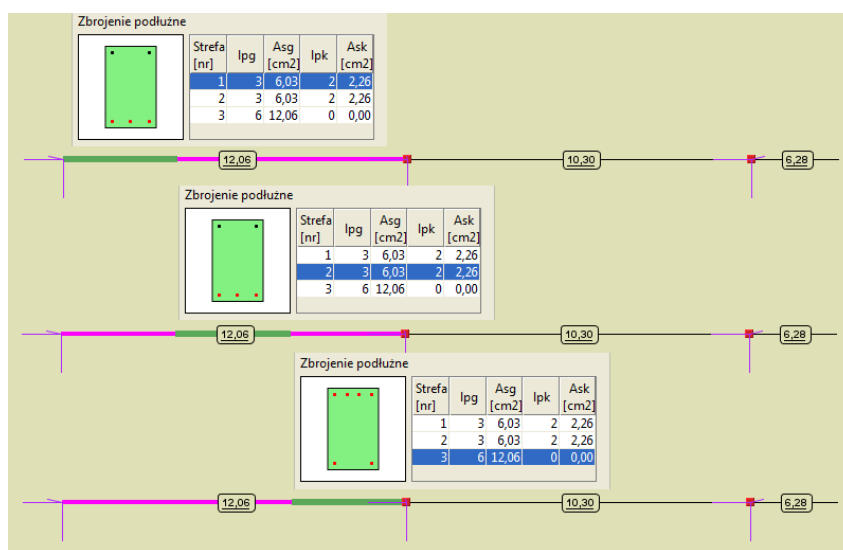 Zbrojenie podłużne
Strefa [nr] lpg Asg [cm2] lpk Ask [cm2]
1 3 6,03 2 2,26
2 3 6,03 2 2,26
3 6 12,06 0 0,00
12,06 10,30 6,28
Zbrojenie podłużne
Strefa [nr] lpg Asg [cm2] lpk Ask [cm2]
1 3 6,03 2 2,26
2 3 6,03 2 2,26
3 6 12,06 0 0,00
12,06 10,30 6,28
Zbrojenie podłużne
Strefa [nr] lpg Asg [cm2] lpk Ask [cm2]
1 3 6,03 2 2,26
2 3 6,03 2 2,26
3 6 12,06 0 0,00
12,06 10,30 6,28